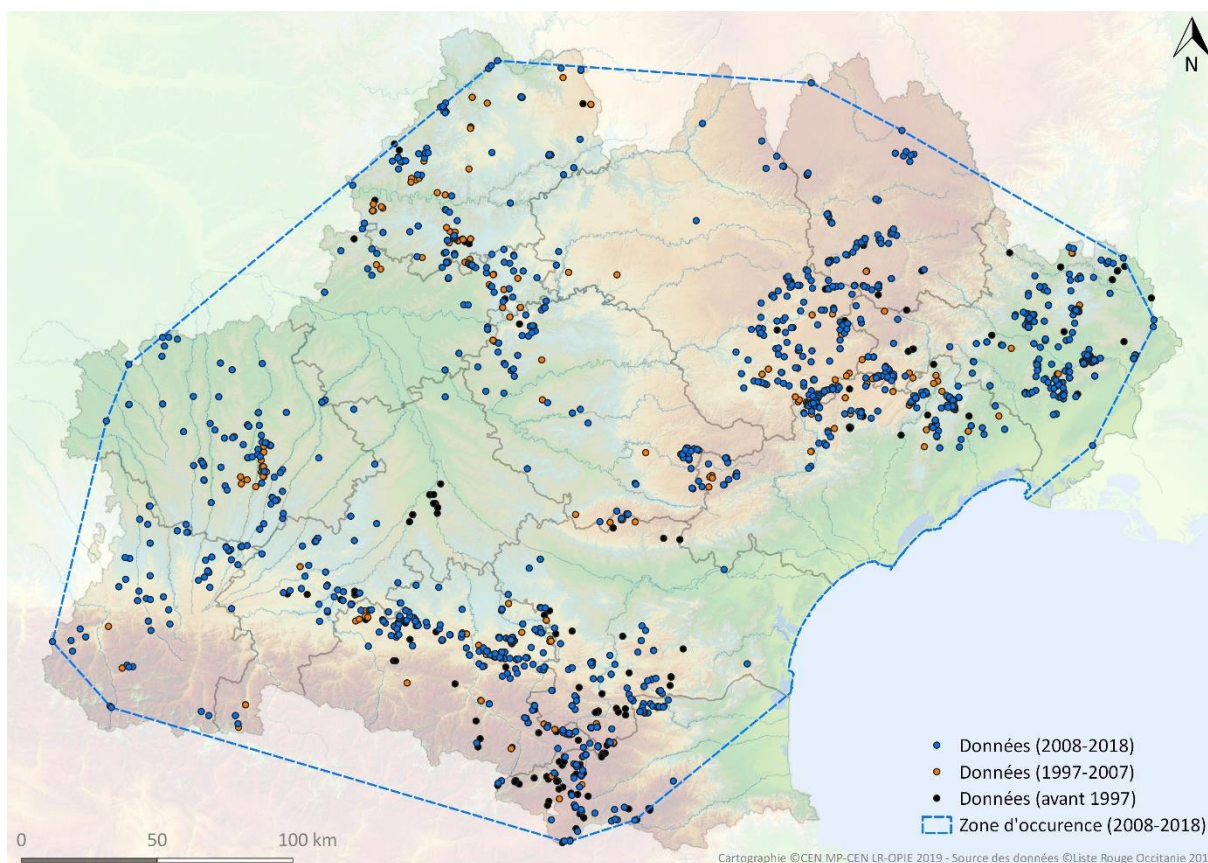 N
Données (2008-2018)
Données (1997-2007)
Données (avant 1997)
Zone d'occurence (2008-2018)
0 50 100 km
Cartographie ©CEN MP-CEN LR-OPIE 2019 - Source des données ©Liste Rouge Occitanie 201